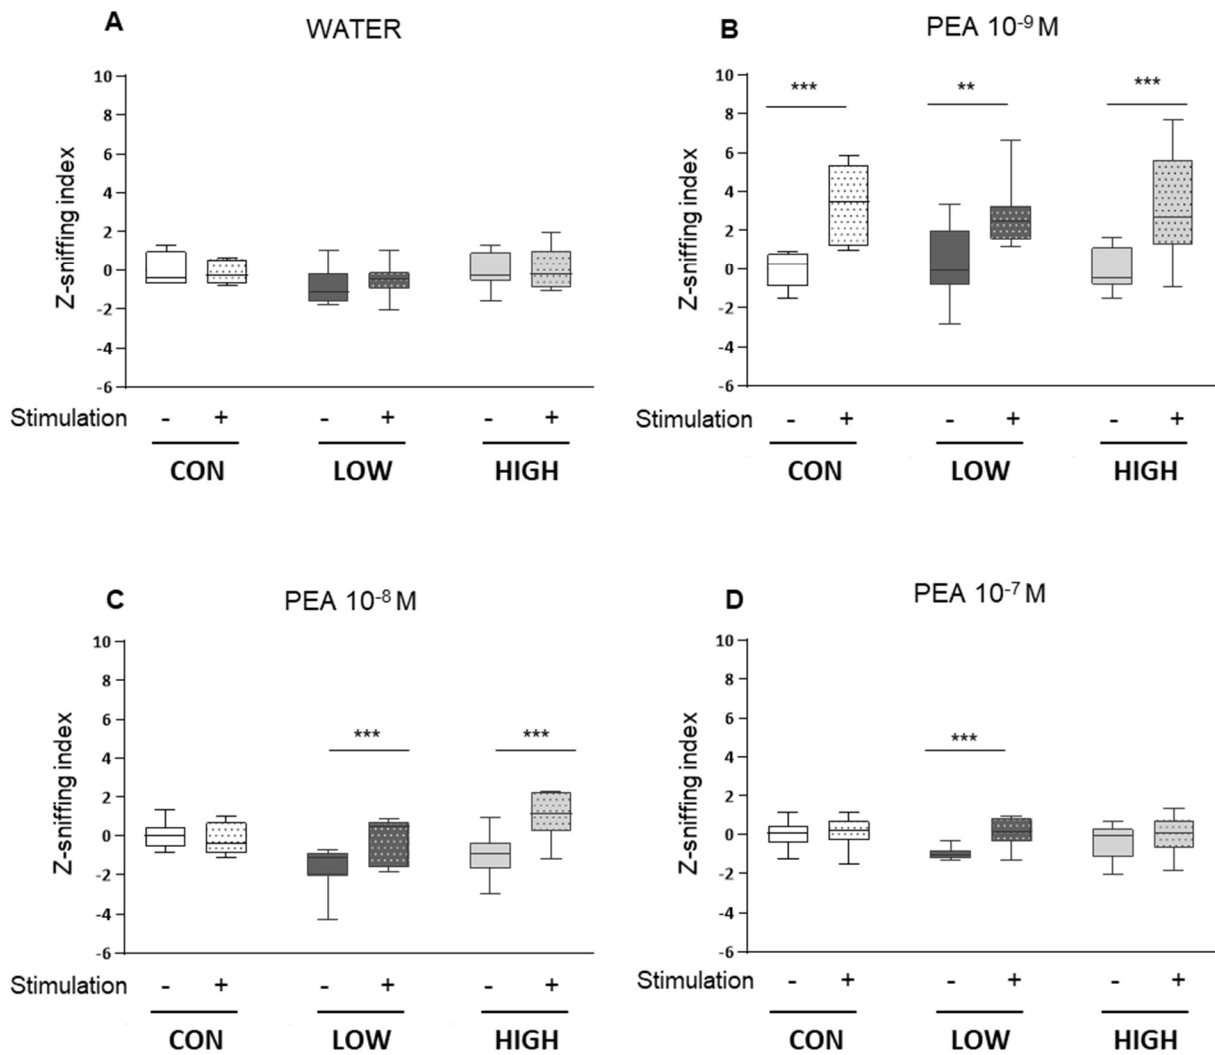 A
WATER
Z-sniffing index
10
8
6
4
2
0
-2
-4
-6
Stimulation - + - + - +
CON LOW HIGH
B
PEA 10-9 M
Z-sniffing index
10
8
6
4
2
0
-2
-4
-6
*** ** ***
Stimulation - + - + - +
CON LOW HIGH
C
PEA 10-8 M
Z-sniffing index
10
8
6
4
2
0
-2
-4
-6
*** ***
Stimulation - + - + - +
CON LOW HIGH
D
PEA 10-7 M
Z-sniffing index
10
8
6
4
2
0
-2
-4
-6
***
Stimulation - + - + - +
CON LOW HIGH